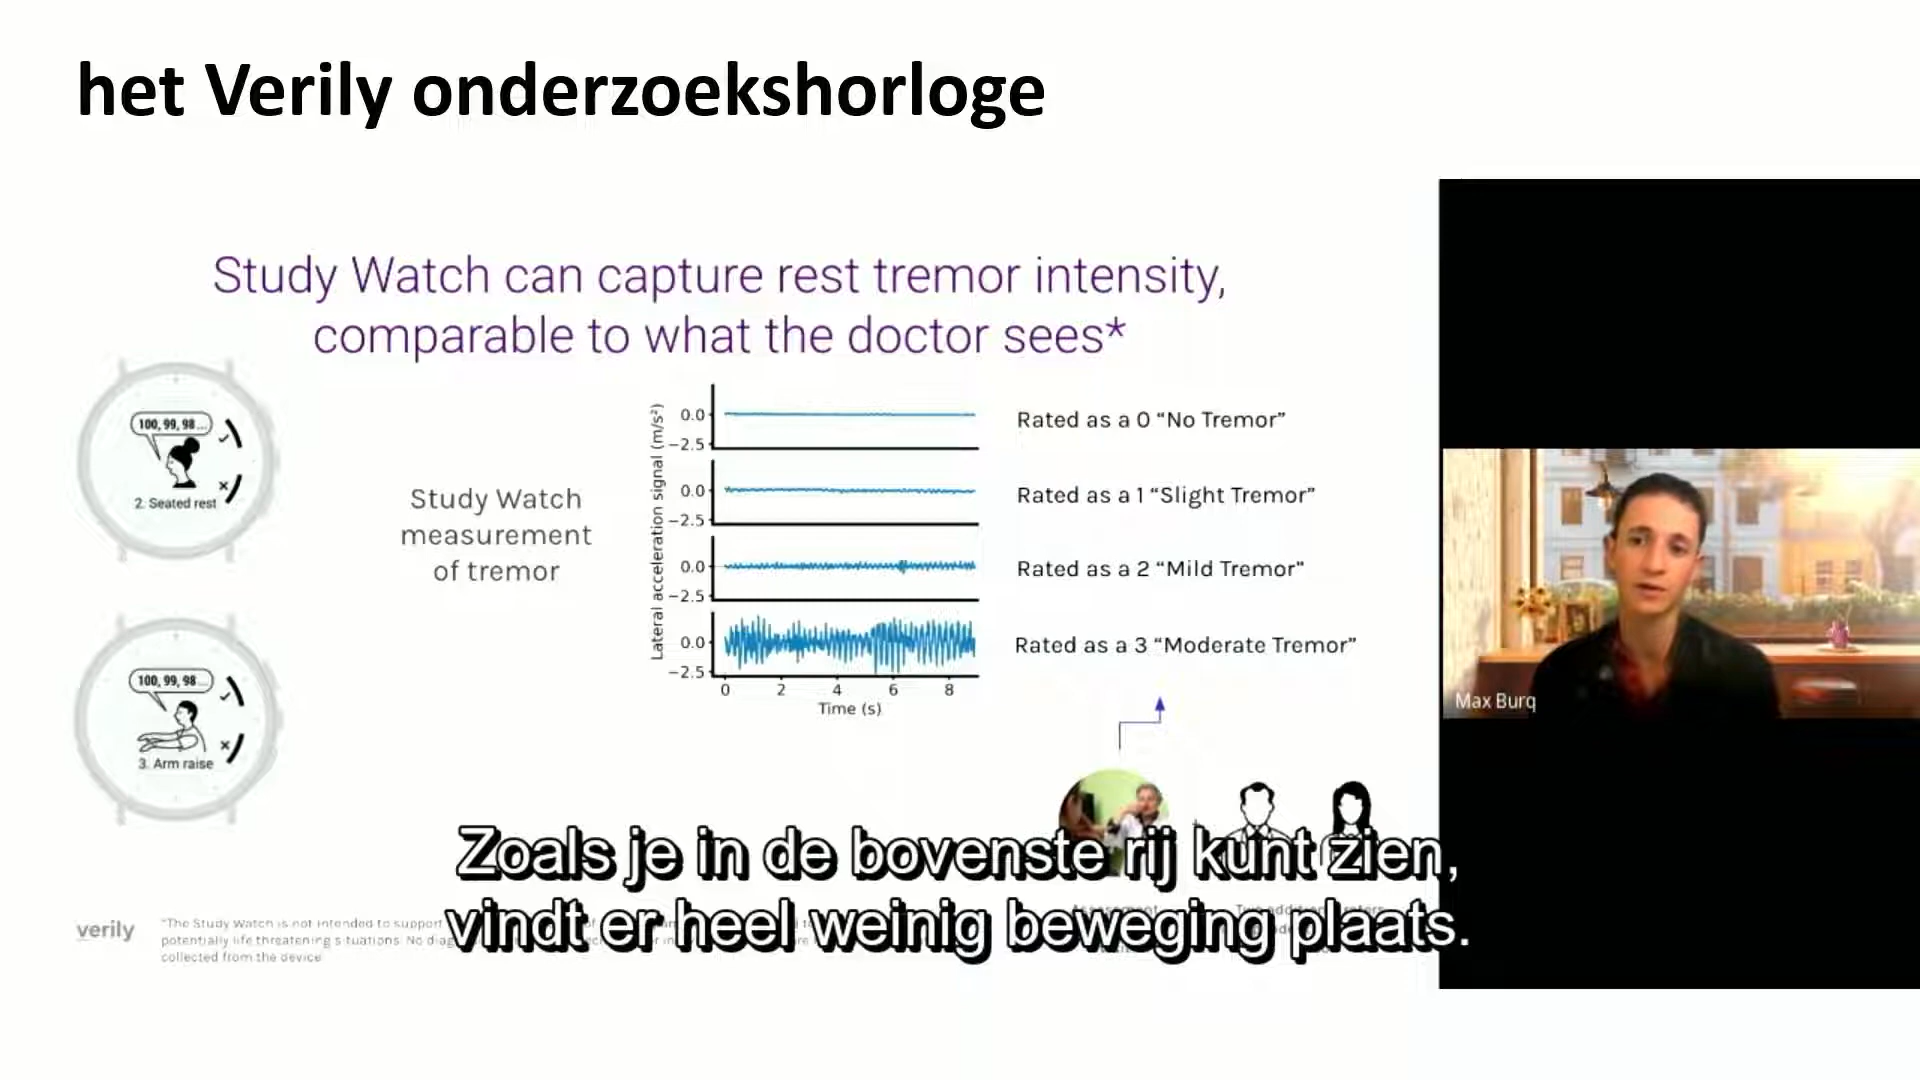 het Verily onderzoekshorloge
Study Watch can capture rest tremor intensity,
comparable to what the doctor sees*
100, 99, 98...
2. Seated rest
100, 99, 98...
3. Arm raise
Study Watch
measurement
of tremor
Lateral acceleration signal (m/s²)
0.0
−2.5
0.0
−2.5
0.0
−2.5
0.0
−2.5
0 2 4 6 8
Time (s)
Rated as a 0 “No Tremor”
Rated as a 1 “Slight Tremor”
Rated as a 2 “Mild Tremor”
Rated as a 3 “Moderate Tremor”
Max Burq
Zoals je in de bovenste rij kunt zien,
vindt er heel weinig beweging plaats.
verily
*The Study Watch is not intended to support
potentially life threatening situations. No
collected from the device